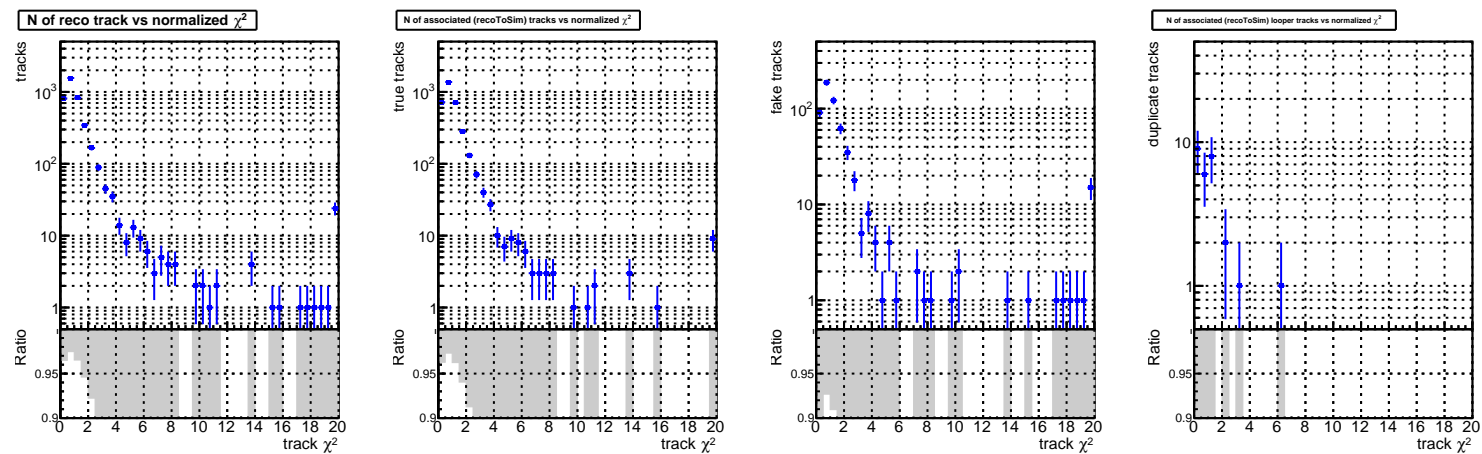 N of reco track vs normalized χ²
tracks
10³
10²
10
1
Ratio
0.95
0.9
0 2 4 6 8 10 12 14 16 18 20
track χ²
N of associated (recoToSim) tracks vs normalized χ²
true tracks
10³
10²
10
1
Ratio
0.95
0.9
0 2 4 6 8 10 12 14 16 18 20
track χ²
fake tracks
10²
10
1
Ratio
0.95
0.9
0 2 4 6 8 10 12 14 16 18 20
track χ²
N of associated (recoToSim) looper tracks vs normalized χ²
duplicate tracks
10
1
Ratio
0.95
0.9
0 2 4 6 8 10 12 14 16 18 20
track χ²